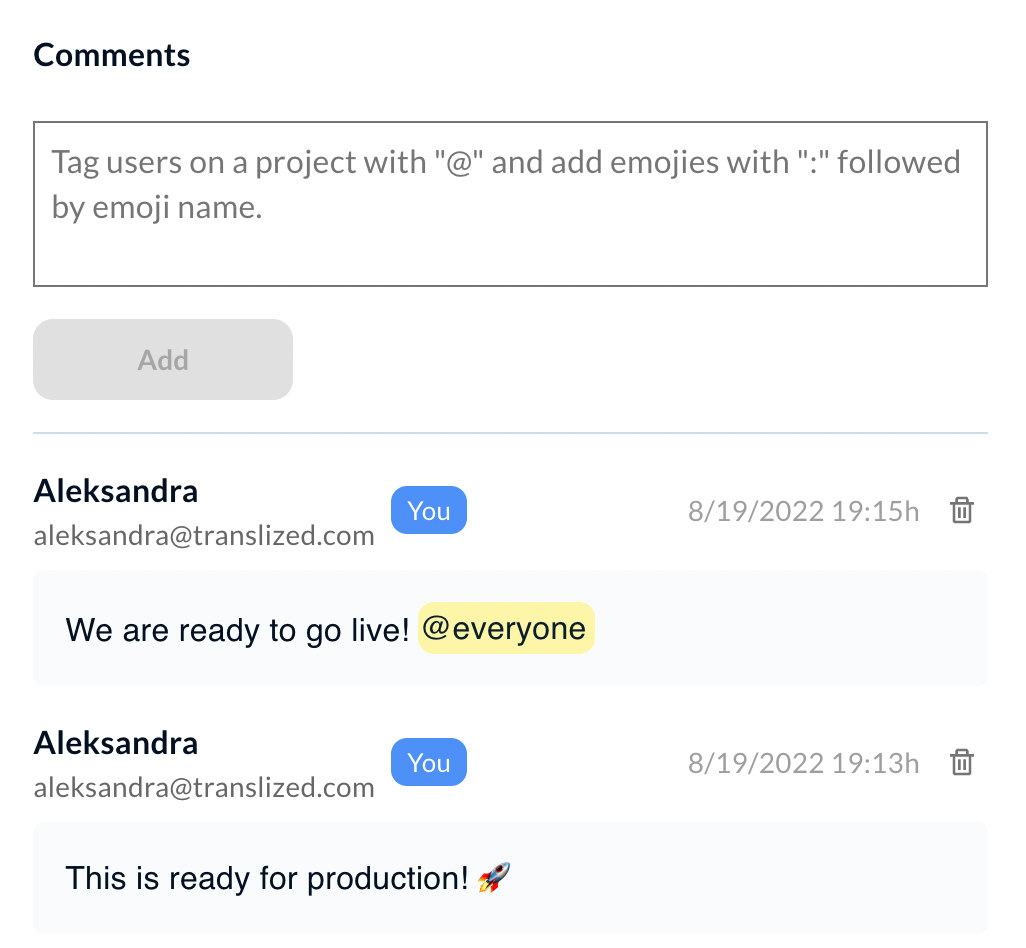 Comments
Tag users on a project with "@" and add emojies with ":" followed
by emoji name.
Add
Aleksandra
aleksandra@translized.com
You
8/19/2022 19:15h
We are ready to go live! @everyone
Aleksandra
aleksandra@translized.com
You
8/19/2022 19:13h
This is ready for production! 🚀